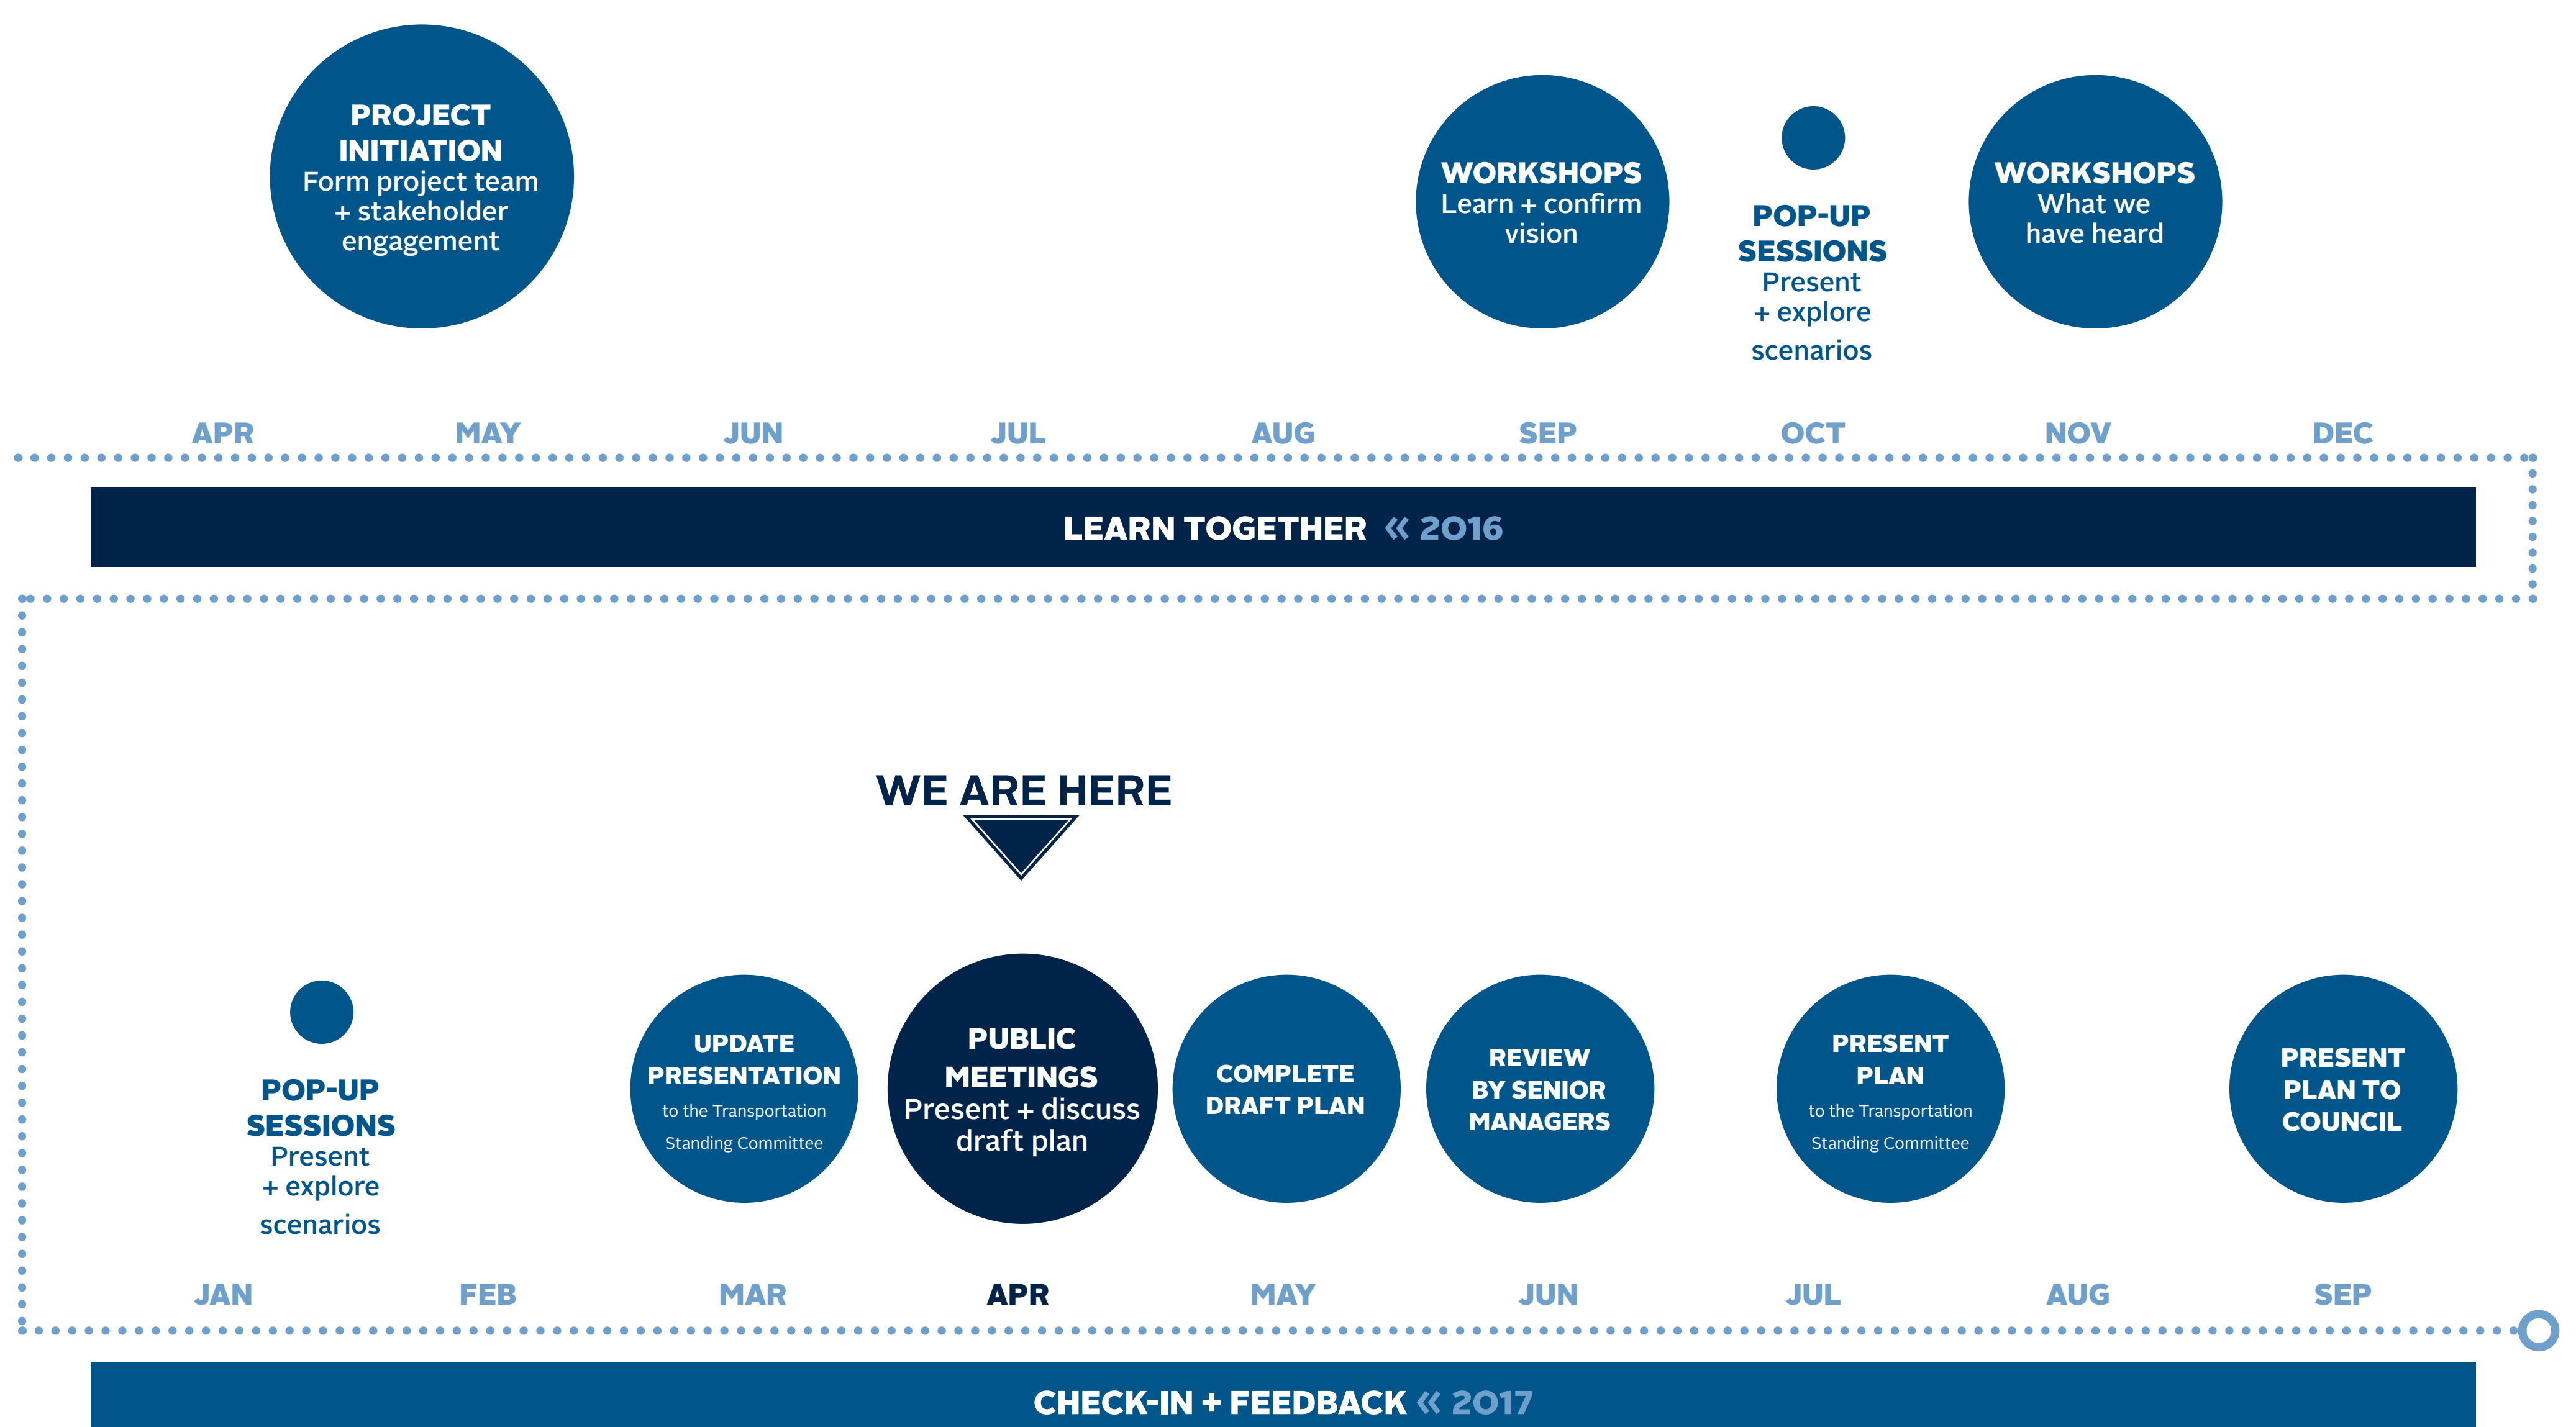 PROJECT
INITIATION
Form project team
+ stakeholder
engagement
WORKSHOPS
Learn + confirm
vision
POP-UP
SESSIONS
Present
+ explore
scenarios
WORKSHOPS
What we
have heard
APR MAY JUN JUL AUG SEP OCT NOV DEC
LEARN TOGETHER « 2016
WE ARE HERE
POP-UP
SESSIONS
Present
+ explore
scenarios
UPDATE
PRESENTATION
to the Transportation
Standing Committee
PUBLIC
MEETINGS
Present + discuss
draft plan
COMPLETE
DRAFT PLAN
REVIEW
BY SENIOR
MANAGERS
PRESENT
PLAN
to the Transportation
Standing Committee
PRESENT
PLAN TO
COUNCIL
JAN FEB MAR APR MAY JUN JUL AUG SEP
CHECK-IN + FEEDBACK « 2017